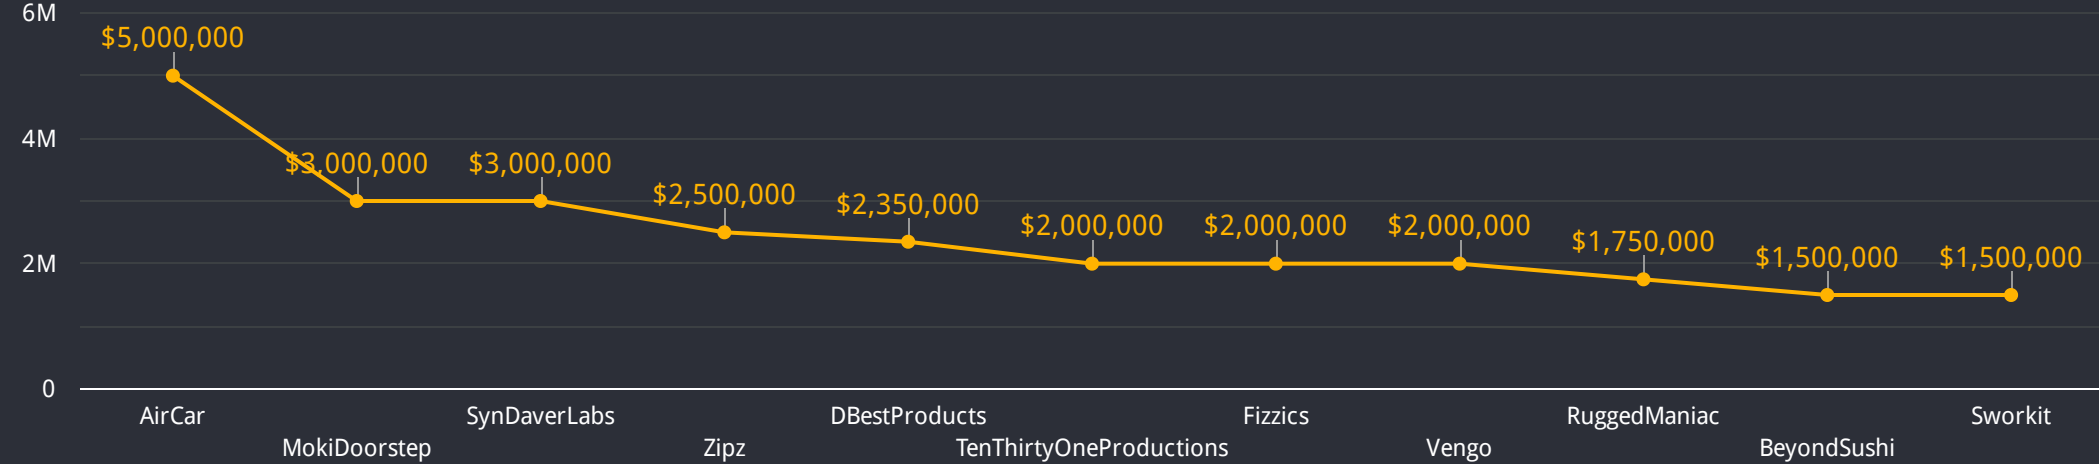 6M
$5,000,000
4M
$3,000,000 $3,000,000
$2,500,000
$2,350,000
$2,000,000 $2,000,000 $2,000,000
$1,750,000
$1,500,000 $1,500,000
2M
0
AirCar SynDaverLabs DBestProducts Fizzics RuggedManiac Sworkit
MokiDoorstep Zipz TenThirtyOneProductions Vengo BeyondSushi